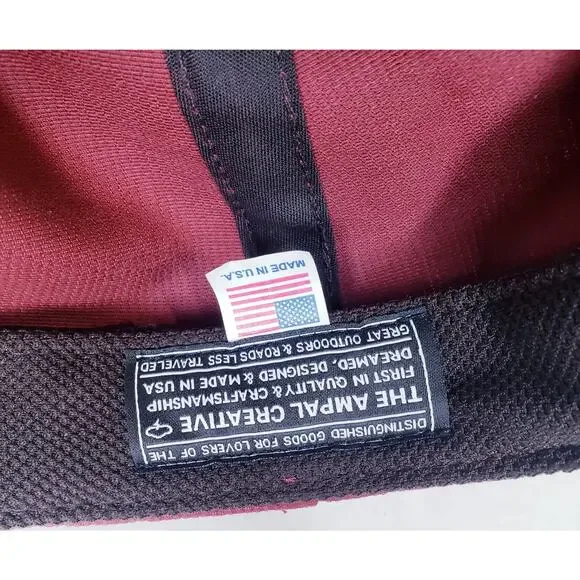 DISTINGUISHED GOODS FOR LOVERS OF THE
THE AMPAL CREATIVE
FIRST IN QUALITY & CRAFTSMANSHIP
DREAMED, DESIGNED & MADE IN USA
GREAT OUTDOORS & ROADS LESS TRAVELED
MADE IN U.S.A.